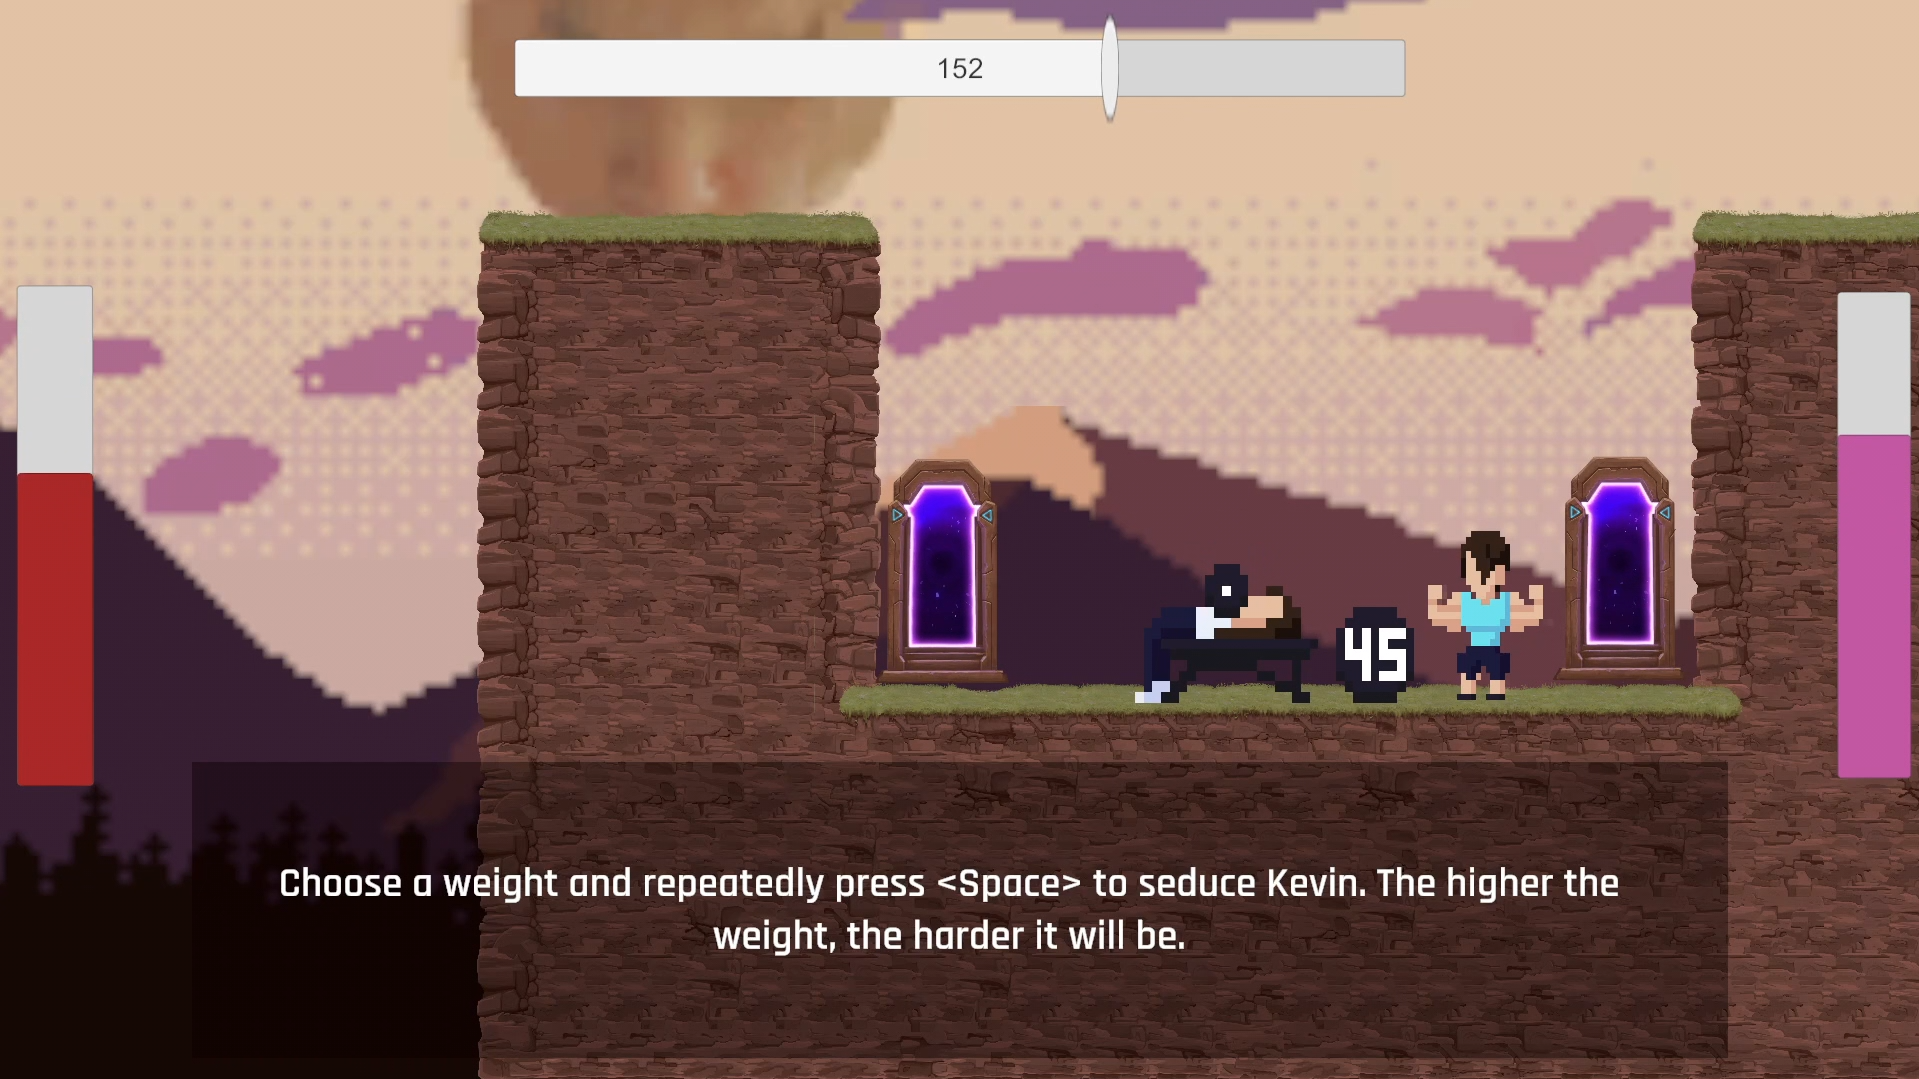 152
45
Choose a weight and repeatedly press <Space> to seduce Kevin. The higher the
weight, the harder it will be.